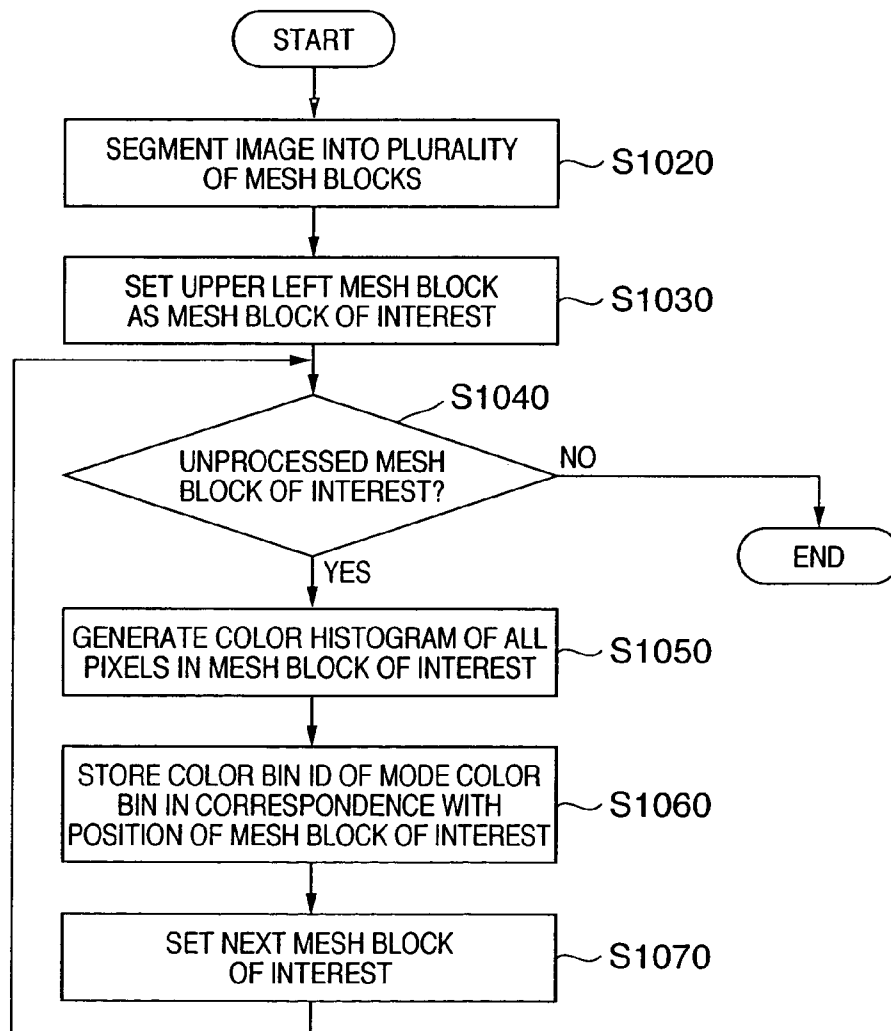 START
SEGMENT IMAGE INTO PLURALITY
OF MESH BLOCKS
S1020
SET UPPER LEFT MESH BLOCK
AS MESH BLOCK OF INTEREST
S1030
S1040
UNPROCESSED MESH
BLOCK OF INTEREST?
NO
END
YES
GENERATE COLOR HISTOGRAM OF ALL
PIXELS IN MESH BLOCK OF INTEREST
S1050
STORE COLOR BIN ID OF MODE COLOR
BIN IN CORRESPONDENCE WITH
POSITION OF MESH BLOCK OF INTEREST
S1060
SET NEXT MESH BLOCK
OF INTEREST
S1070